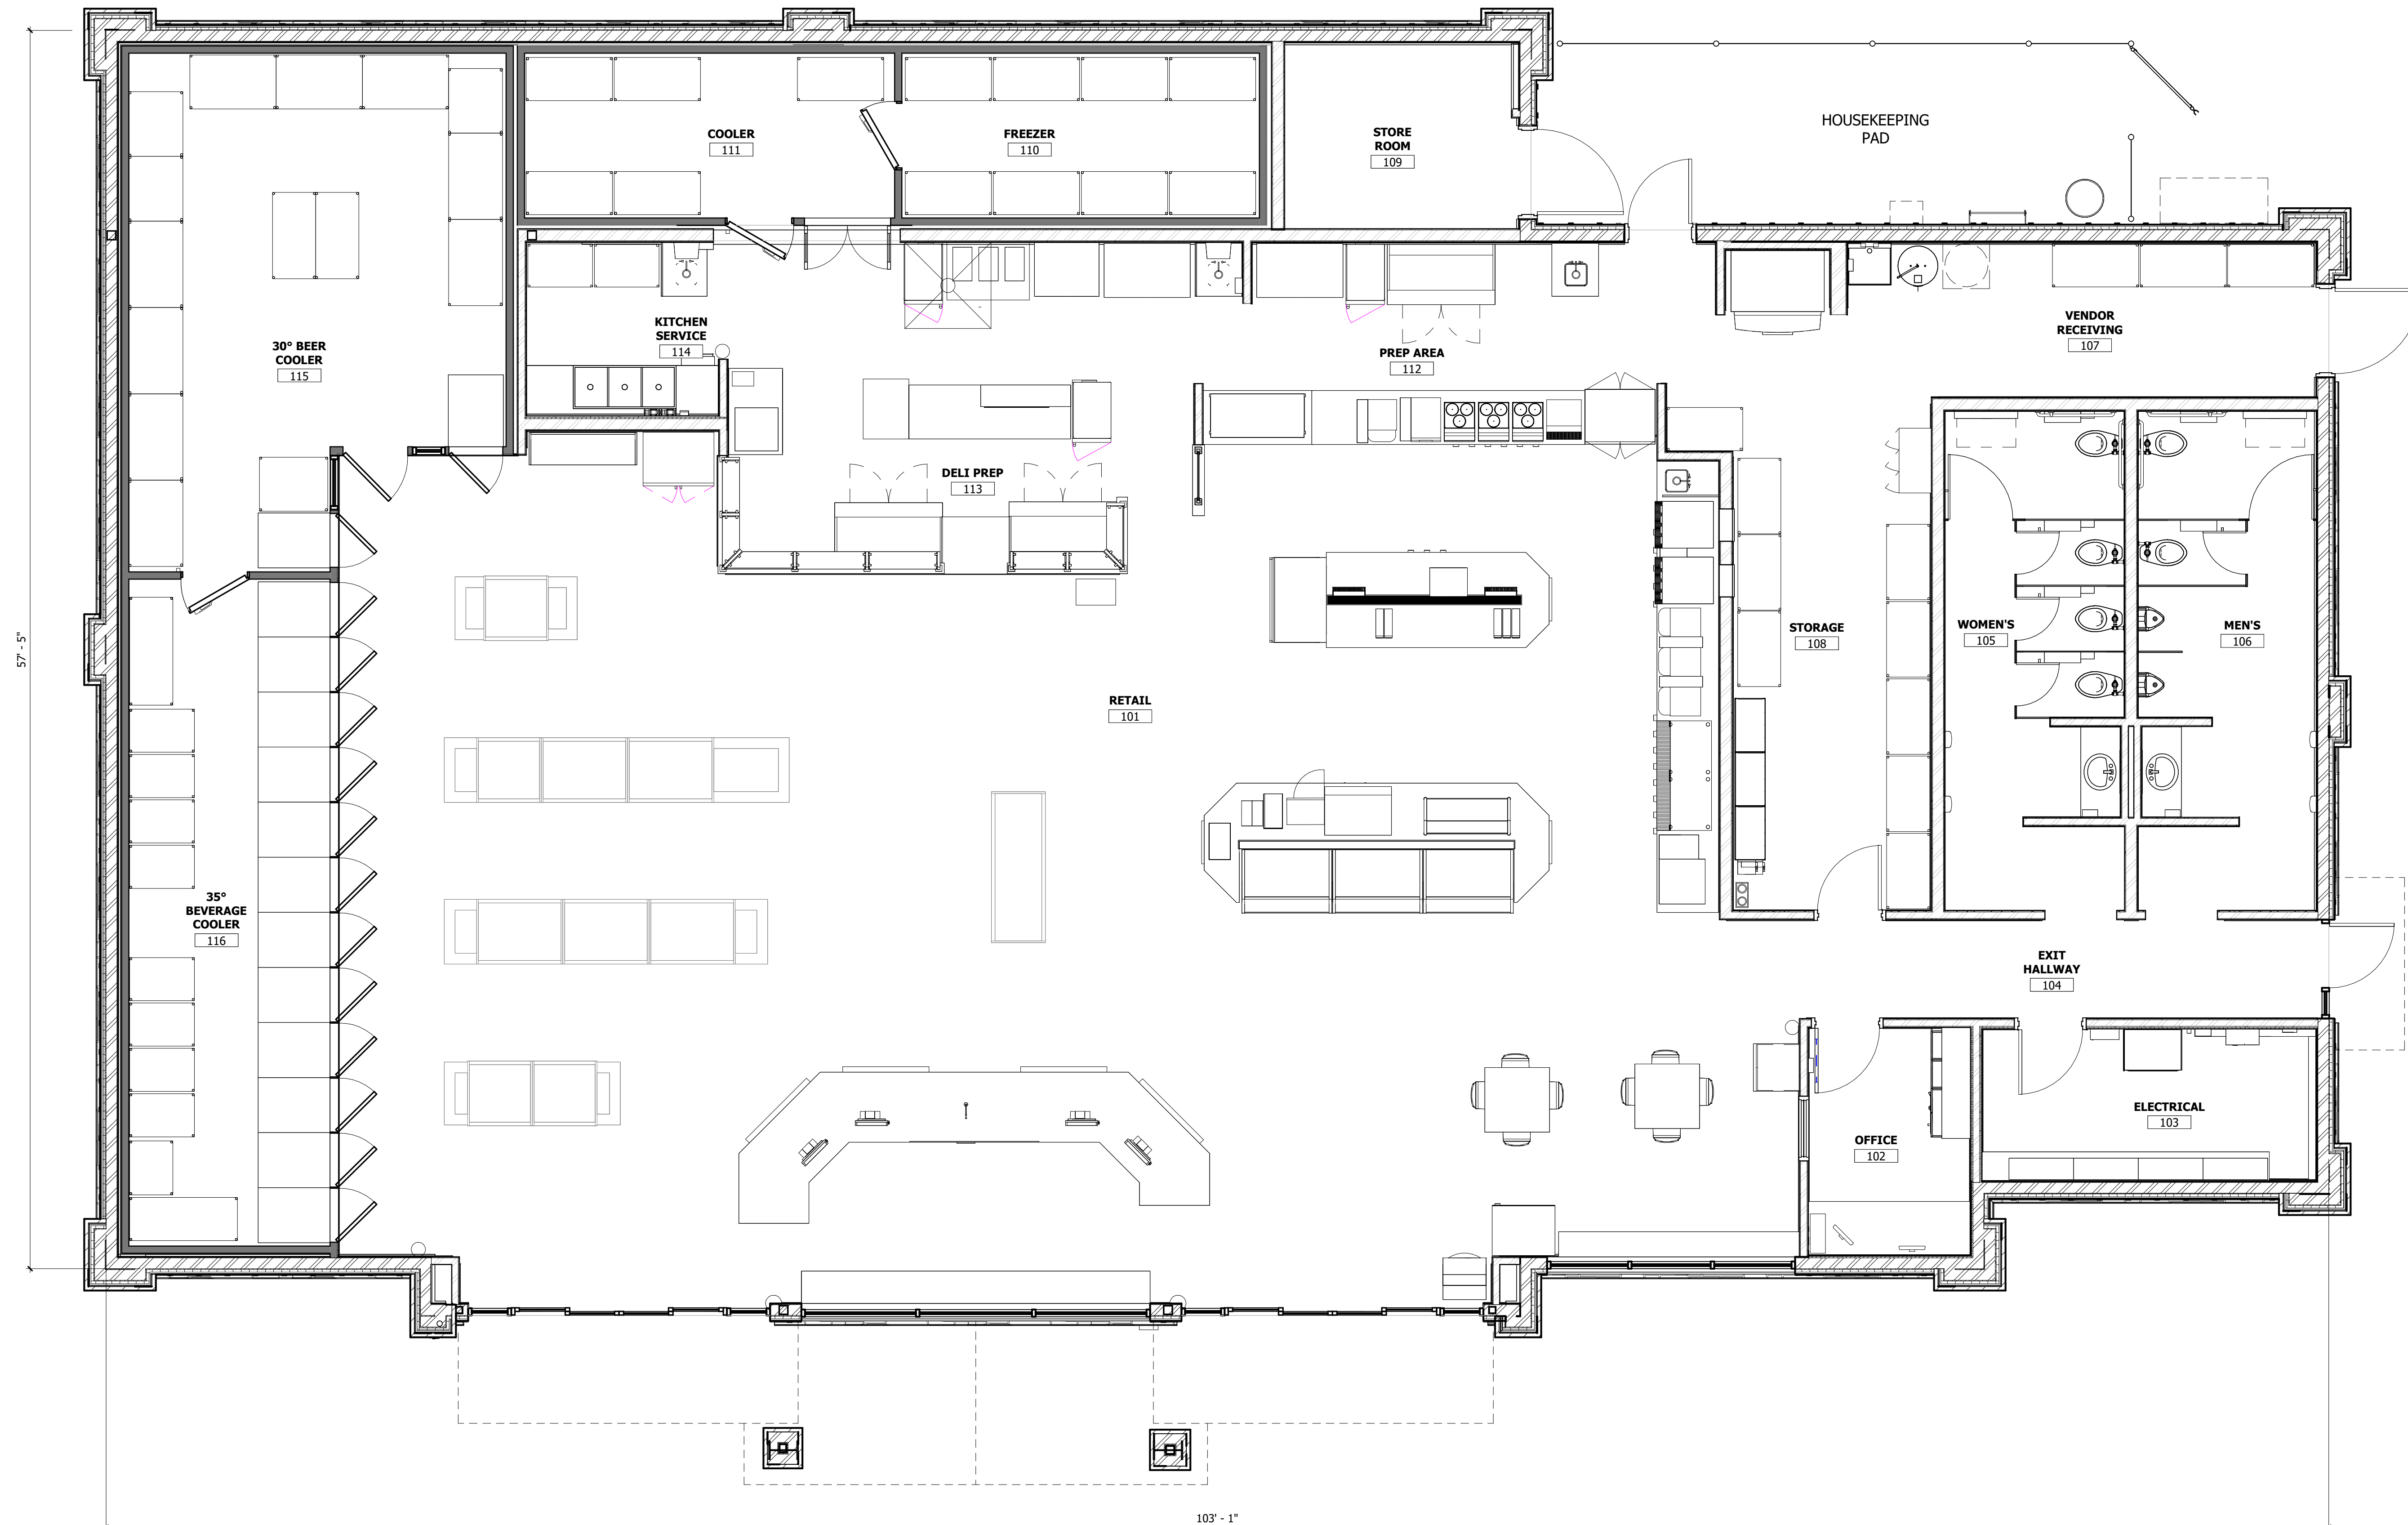 COOLER
111
FREEZER
110
STORE
ROOM
109
HOUSEKEEPING
PAD
30° BEER
COOLER
115
KITCHEN
SERVICE
114
PREP AREA
112
VENDOR
RECEIVING
107
DELI PREP
113
57' - 5"
STORAGE
108
WOMEN'S
105
MEN'S
106
RETAIL
101
35°
BEVERAGE
COOLER
116
EXIT
HALLWAY
104
OFFICE
102
ELECTRICAL
103
103' - 1"